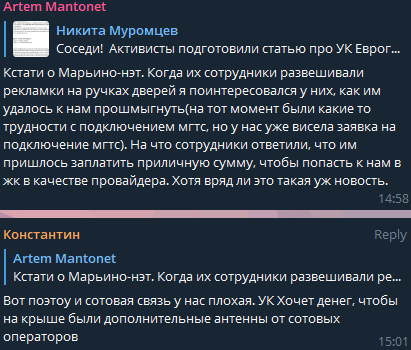 Artem Mantonet
Никита Муромцев
Соседи! Активисты подготовили статью про УК Еврог...
Кстати о Марьино-нэт. Когда их сотрудники развешивали
рекламки на ручках дверей я поинтересовался у них, как им
удалось к нам прошмыгнуть(на тот момент были какие то
трудности с подключением мгтс, но у нас уже висела заявка на
подключение мгтс). На что сотрудники ответили, что им
пришлось заплатить приличную сумму, чтобы попасть к нам в
жк в качестве провайдера. Хотя вряд ли это такая уж новость.
14:58
Константин Reply
Artem Mantonet
Кстати о Марьино-нэт. Когда их сотрудники развешивали ре...
Вот поэтоу и сотовая связь у нас плохая. УК Хочет денег, чтобы
на крыше были дополнительные антенны от сотовых
операторов
15:01